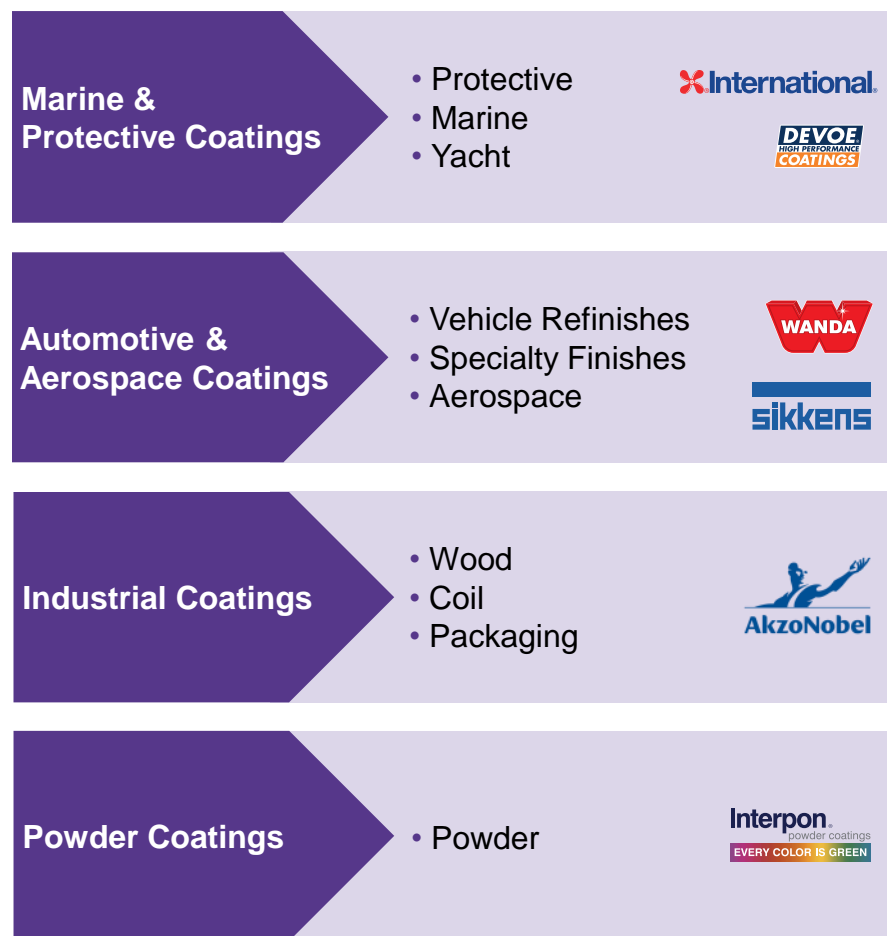 Marine &
Protective Coatings
• Protective
• Marine
• Yacht
International®
DEVOE®
HIGH PERFORMANCE
COATINGS
Automotive &
Aerospace Coatings
• Vehicle Refinishes
• Specialty Finishes
• Aerospace
WANDA
sikkens
Industrial Coatings
• Wood
• Coil
• Packaging
AkzoNobel
Powder Coatings
• Powder
Interpon®
powder coatings
EVERY COLOR IS GREEN